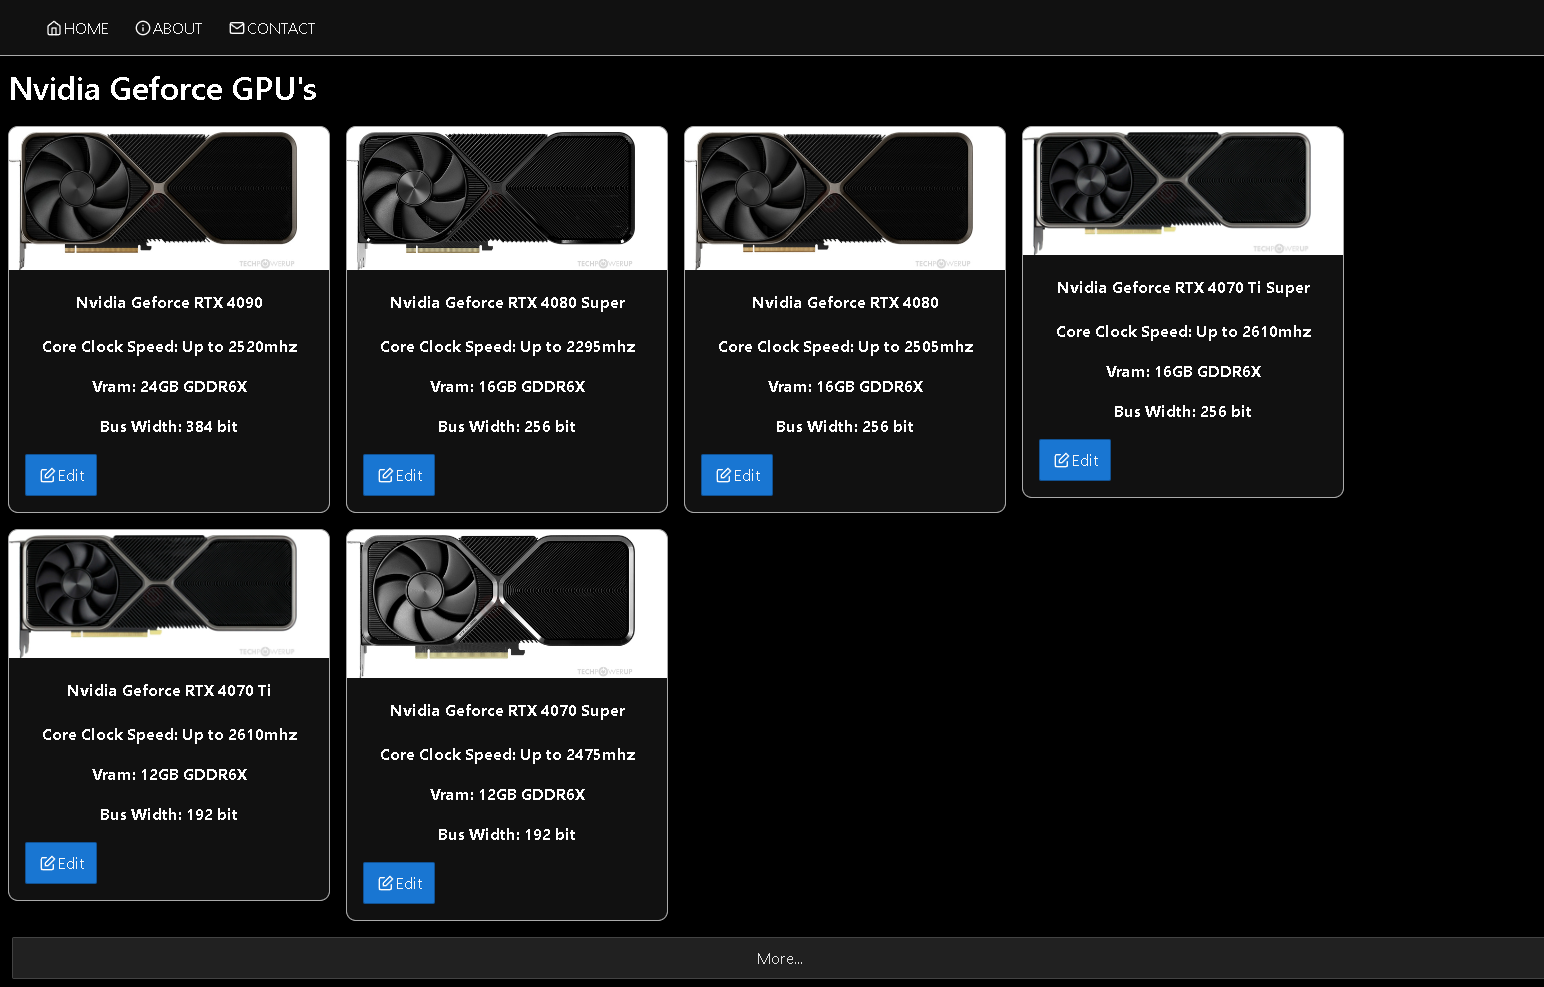 HOME ABOUT CONTACT
Nvidia Geforce GPU's
TECHPOWERUP
Nvidia Geforce RTX 4090
Core Clock Speed: Up to 2520mhz
Vram: 24GB GDDR6X
Bus Width: 384 bit
Edit
TECHPOWERUP
Nvidia Geforce RTX 4080 Super
Core Clock Speed: Up to 2295mhz
Vram: 16GB GDDR6X
Bus Width: 256 bit
Edit
TECHPOWERUP
Nvidia Geforce RTX 4080
Core Clock Speed: Up to 2505mhz
Vram: 16GB GDDR6X
Bus Width: 256 bit
Edit
TECHPOWERUP
Nvidia Geforce RTX 4070 Ti Super
Core Clock Speed: Up to 2610mhz
Vram: 16GB GDDR6X
Bus Width: 256 bit
Edit
TECHPOWERUP
Nvidia Geforce RTX 4070 Ti
Core Clock Speed: Up to 2610mhz
Vram: 12GB GDDR6X
Bus Width: 192 bit
Edit
TECHPOWERUP
Nvidia Geforce RTX 4070 Super
Core Clock Speed: Up to 2475mhz
Vram: 12GB GDDR6X
Bus Width: 192 bit
Edit
More...